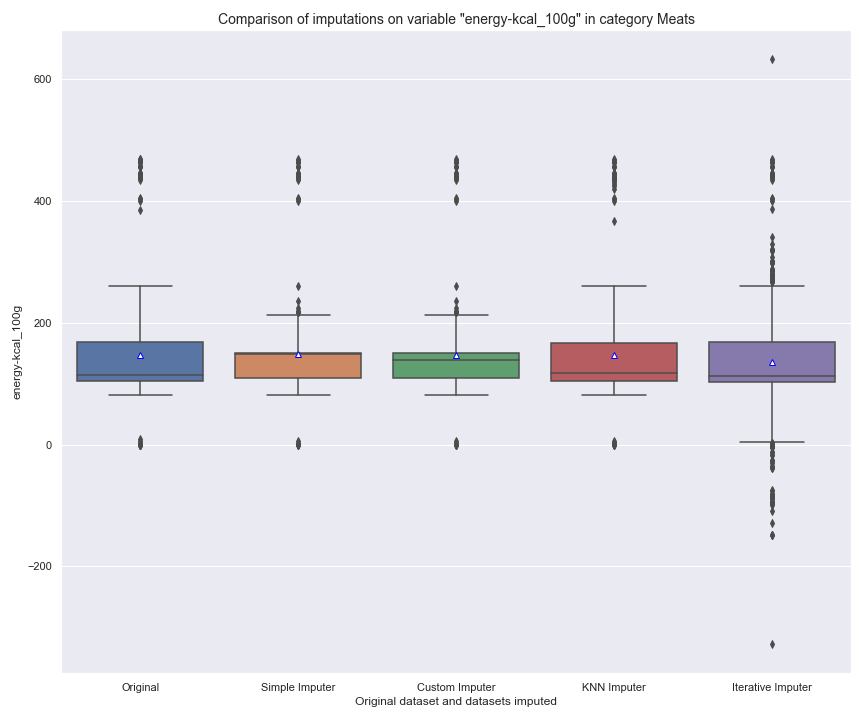 Comparison of imputations on variable "energy-kcal_100g" in category Meats
energy-kcal_100g
600
400
200
0
−200
Original
Simple Imputer
Custom Imputer
KNN Imputer
Iterative Imputer
Original dataset and datasets imputed